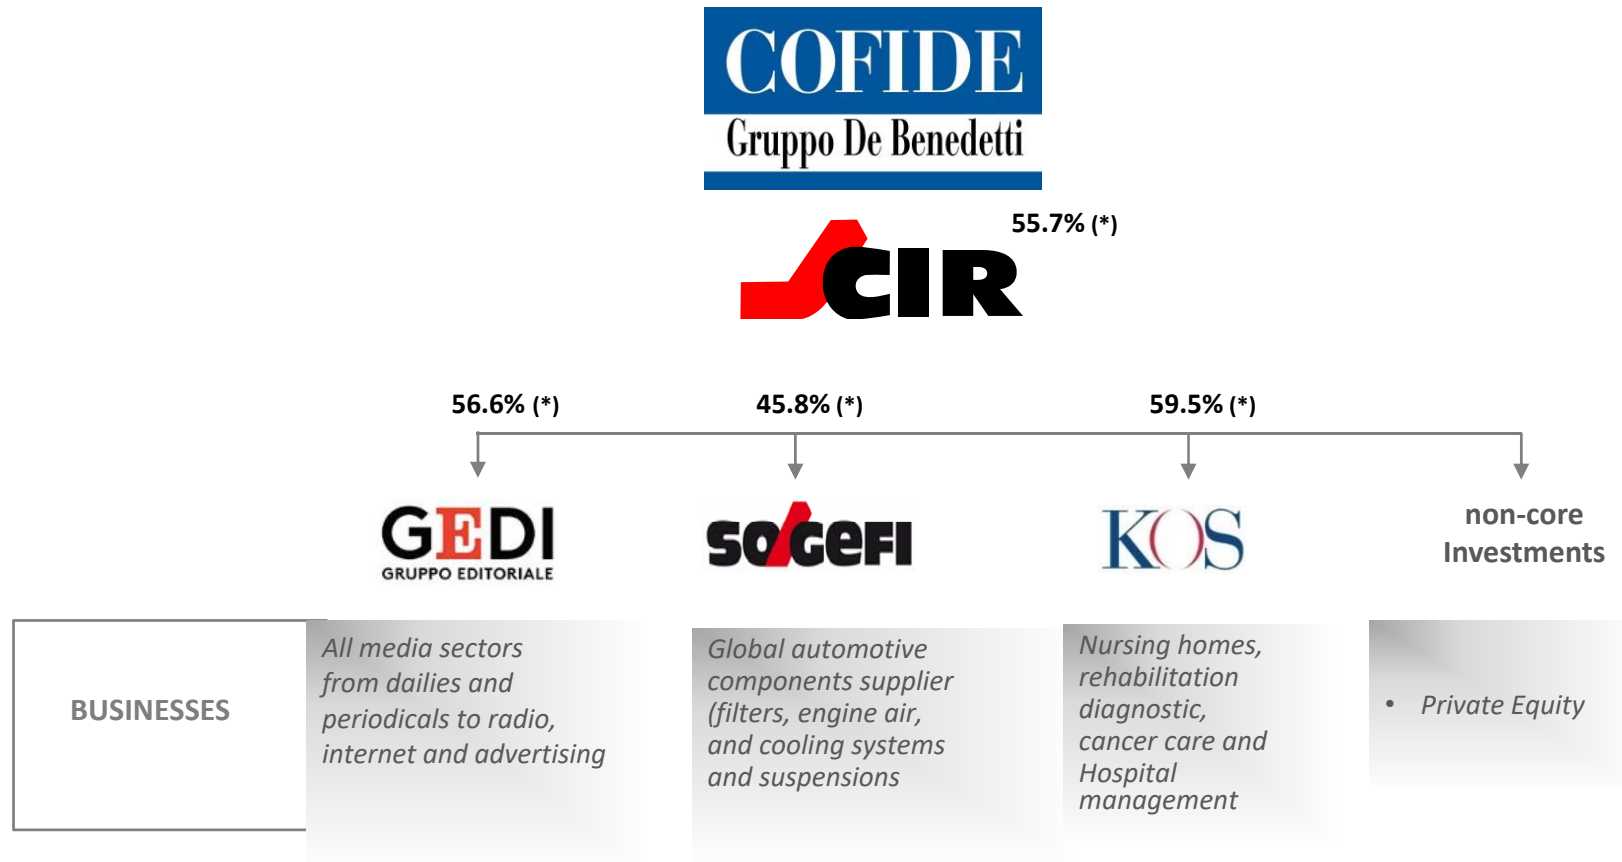 COFIDE
Gruppo De Benedetti
55.7% (*)
CIR
56.6% (*) 45.8% (*) 59.5% (*)
GEDI
GRUPPO EDITORIALE
SOGEFI
KOS
non-core
Investments
BUSINESSES
All media sectors
from dailies and
periodicals to radio,
internet and advertising
Global automotive
components supplier
(filters, engine air,
and cooling systems
and suspensions
Nursing homes,
rehabilitation
diagnostic,
cancer care and
Hospital
management
• Private Equity